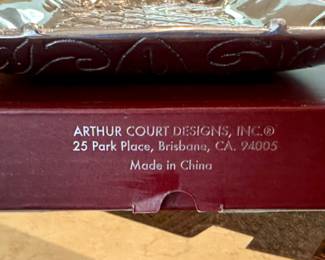 ARTHUR COURT DESIGNS, INC.®
25 Park Place, Brisbane, CA. 94005
Made in China